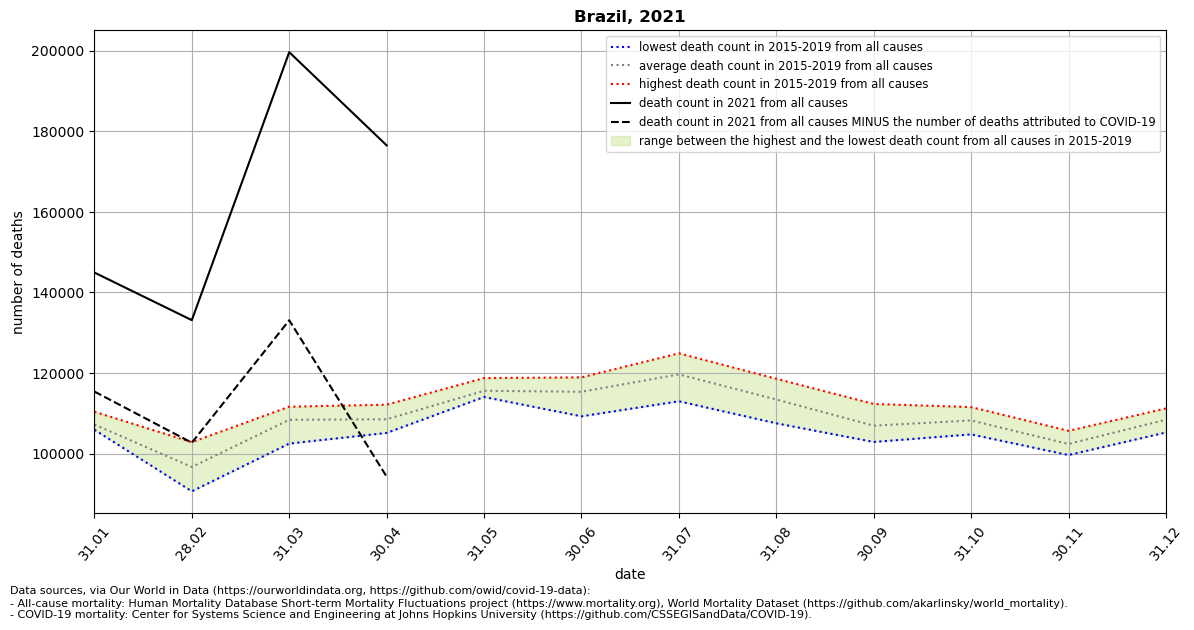 Brazil, 2021
200000
180000
160000
140000
120000
100000
number of deaths
lowest death count in 2015-2019 from all causes
average death count in 2015-2019 from all causes
highest death count in 2015-2019 from all causes
death count in 2021 from all causes
death count in 2021 from all causes MINUS the number of deaths attributed to COVID-19
range between the highest and the lowest death count from all causes in 2015-2019
31.01
28.02
31.03
30.04
31.05
30.06
31.07
31.08
30.09
31.10
30.11
31.12
date
Data sources, via Our World in Data (https://ourworldindata.org, https://github.com/owid/covid-19-data):
- All-cause mortality: Human Mortality Database Short-term Mortality Fluctuations project (https://www.mortality.org), World Mortality Dataset (https://github.com/akarlinsky/world_mortality).
- COVID-19 mortality: Center for Systems Science and Engineering at Johns Hopkins University (https://github.com/CSSEGISandData/COVID-19).